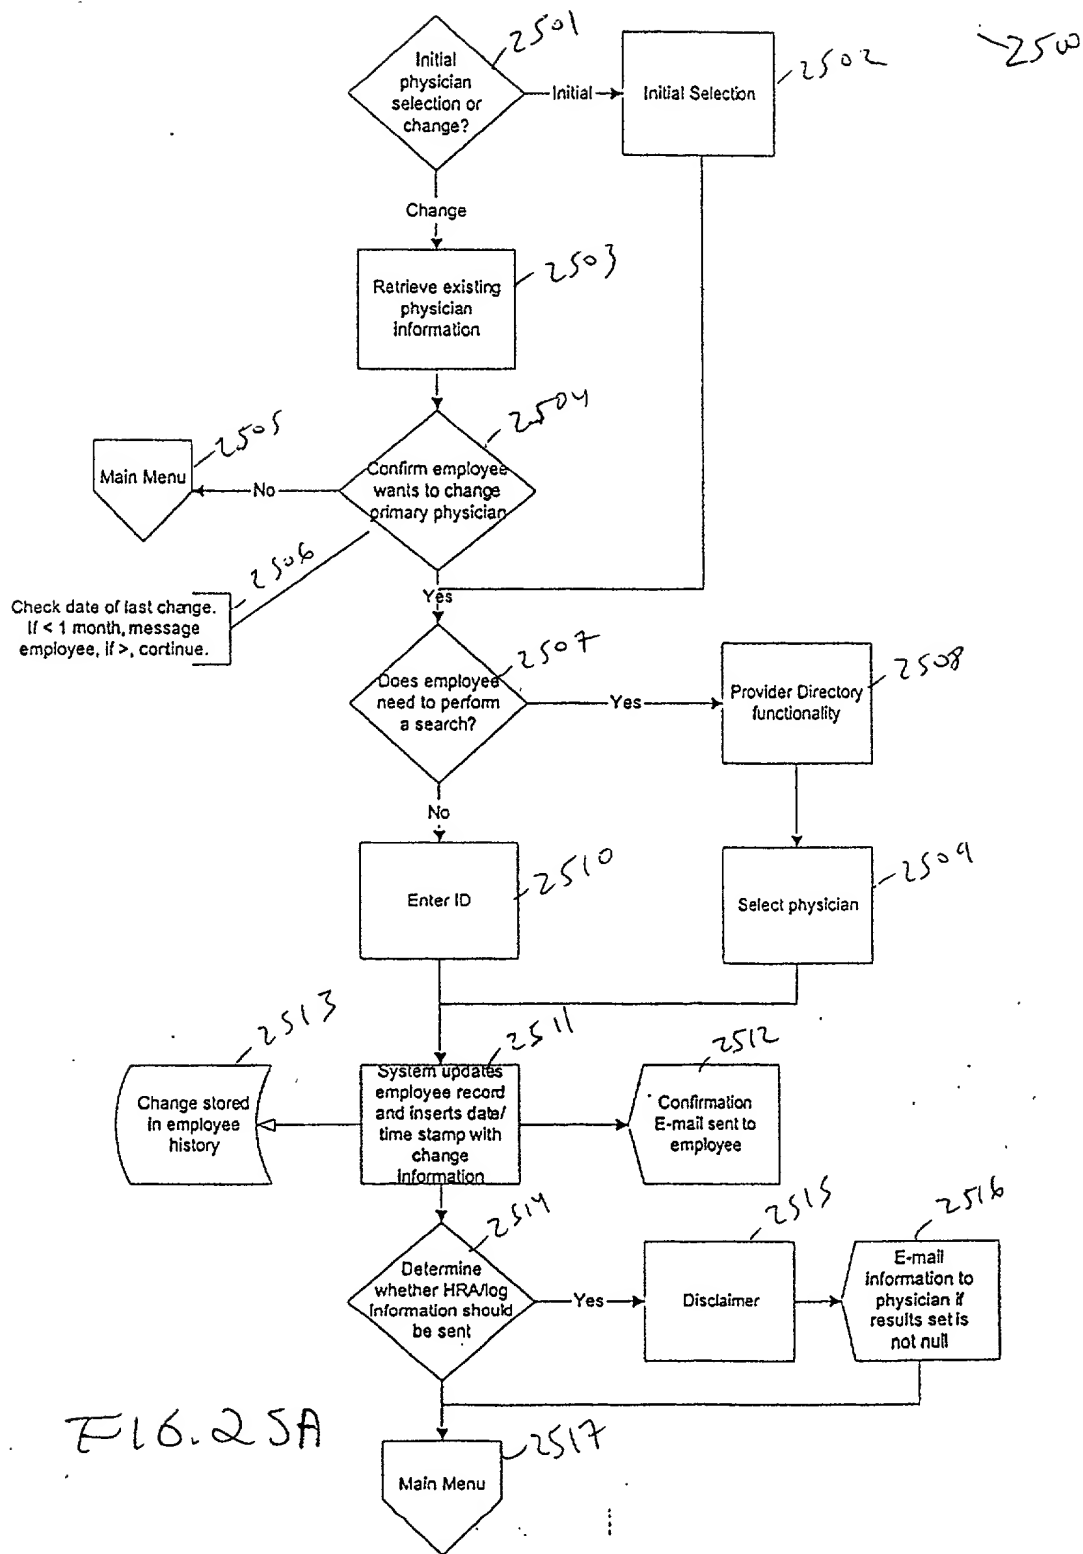 2501
Initial
physician
selection or
change?
Initial
2502
Initial Selection
2500
Change
2503
Retrieve existing
physician
information
2504
Confirm employee
wants to change
primary physician
2505
Main Menu
No
2506
Check date of last change.
If < 1 month, message
employee, if >, continue.
Yes
2507
Does employee
need to perform
a search?
Yes
2508
Provider Directory
functionality
No
2510
Enter ID
2509
Select physician
2513
Change stored
in employee
history
2511
System updates
employee record
and inserts date/
time stamp with
change
information
2512
Confirmation
E-mail sent to
employee
2514
Determine
whether HRA/log
information should
be sent
Yes
2515
Disclaimer
2516
E-mail
information to
physician if
results set is
not null
FIG. 25A
2517
Main Menu